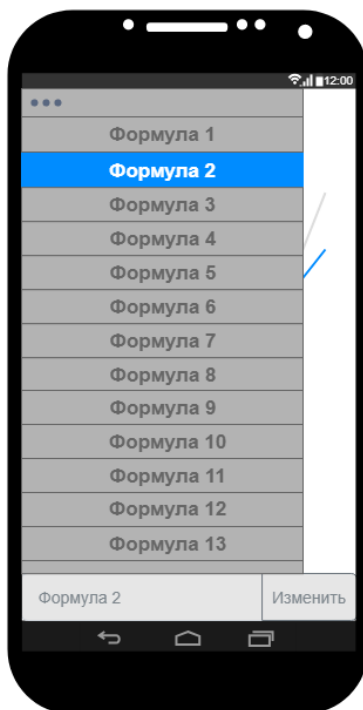 12:00
Формула 1
Формула 2
Формула 3
Формула 4
Формула 5
Формула 6
Формула 7
Формула 8
Формула 9
Формула 10
Формула 11
Формула 12
Формула 13
Формула 2 Изменить